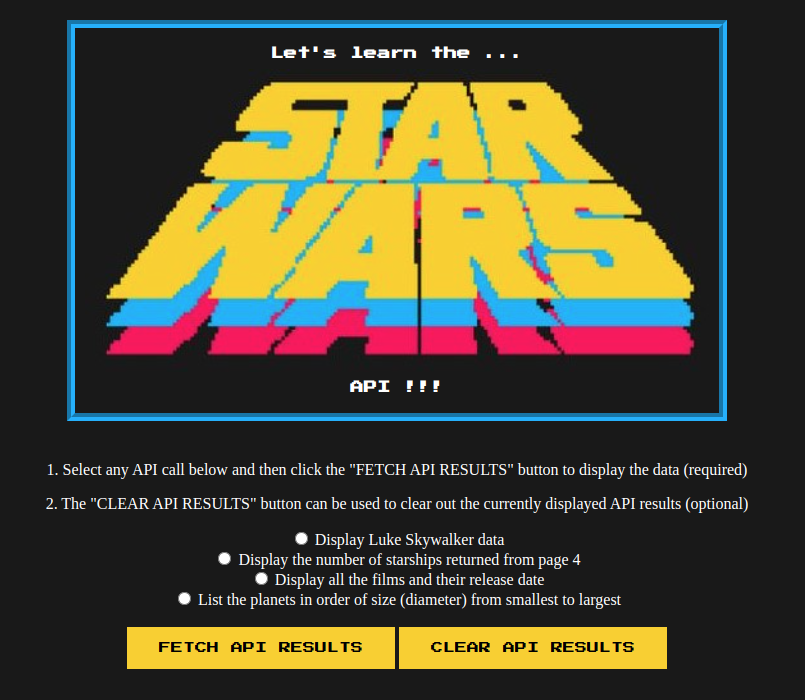 Let's learn the ...
STAR
WARS
API !!!
1. Select any API call below and then click the "FETCH API RESULTS" button to display the data (required)
2. The "CLEAR API RESULTS" button can be used to clear out the currently displayed API results (optional)
Display Luke Skywalker data
Display the number of starships returned from page 4
Display all the films and their release date
List the planets in order of size (diameter) from smallest to largest
FETCH API RESULTS CLEAR API RESULTS